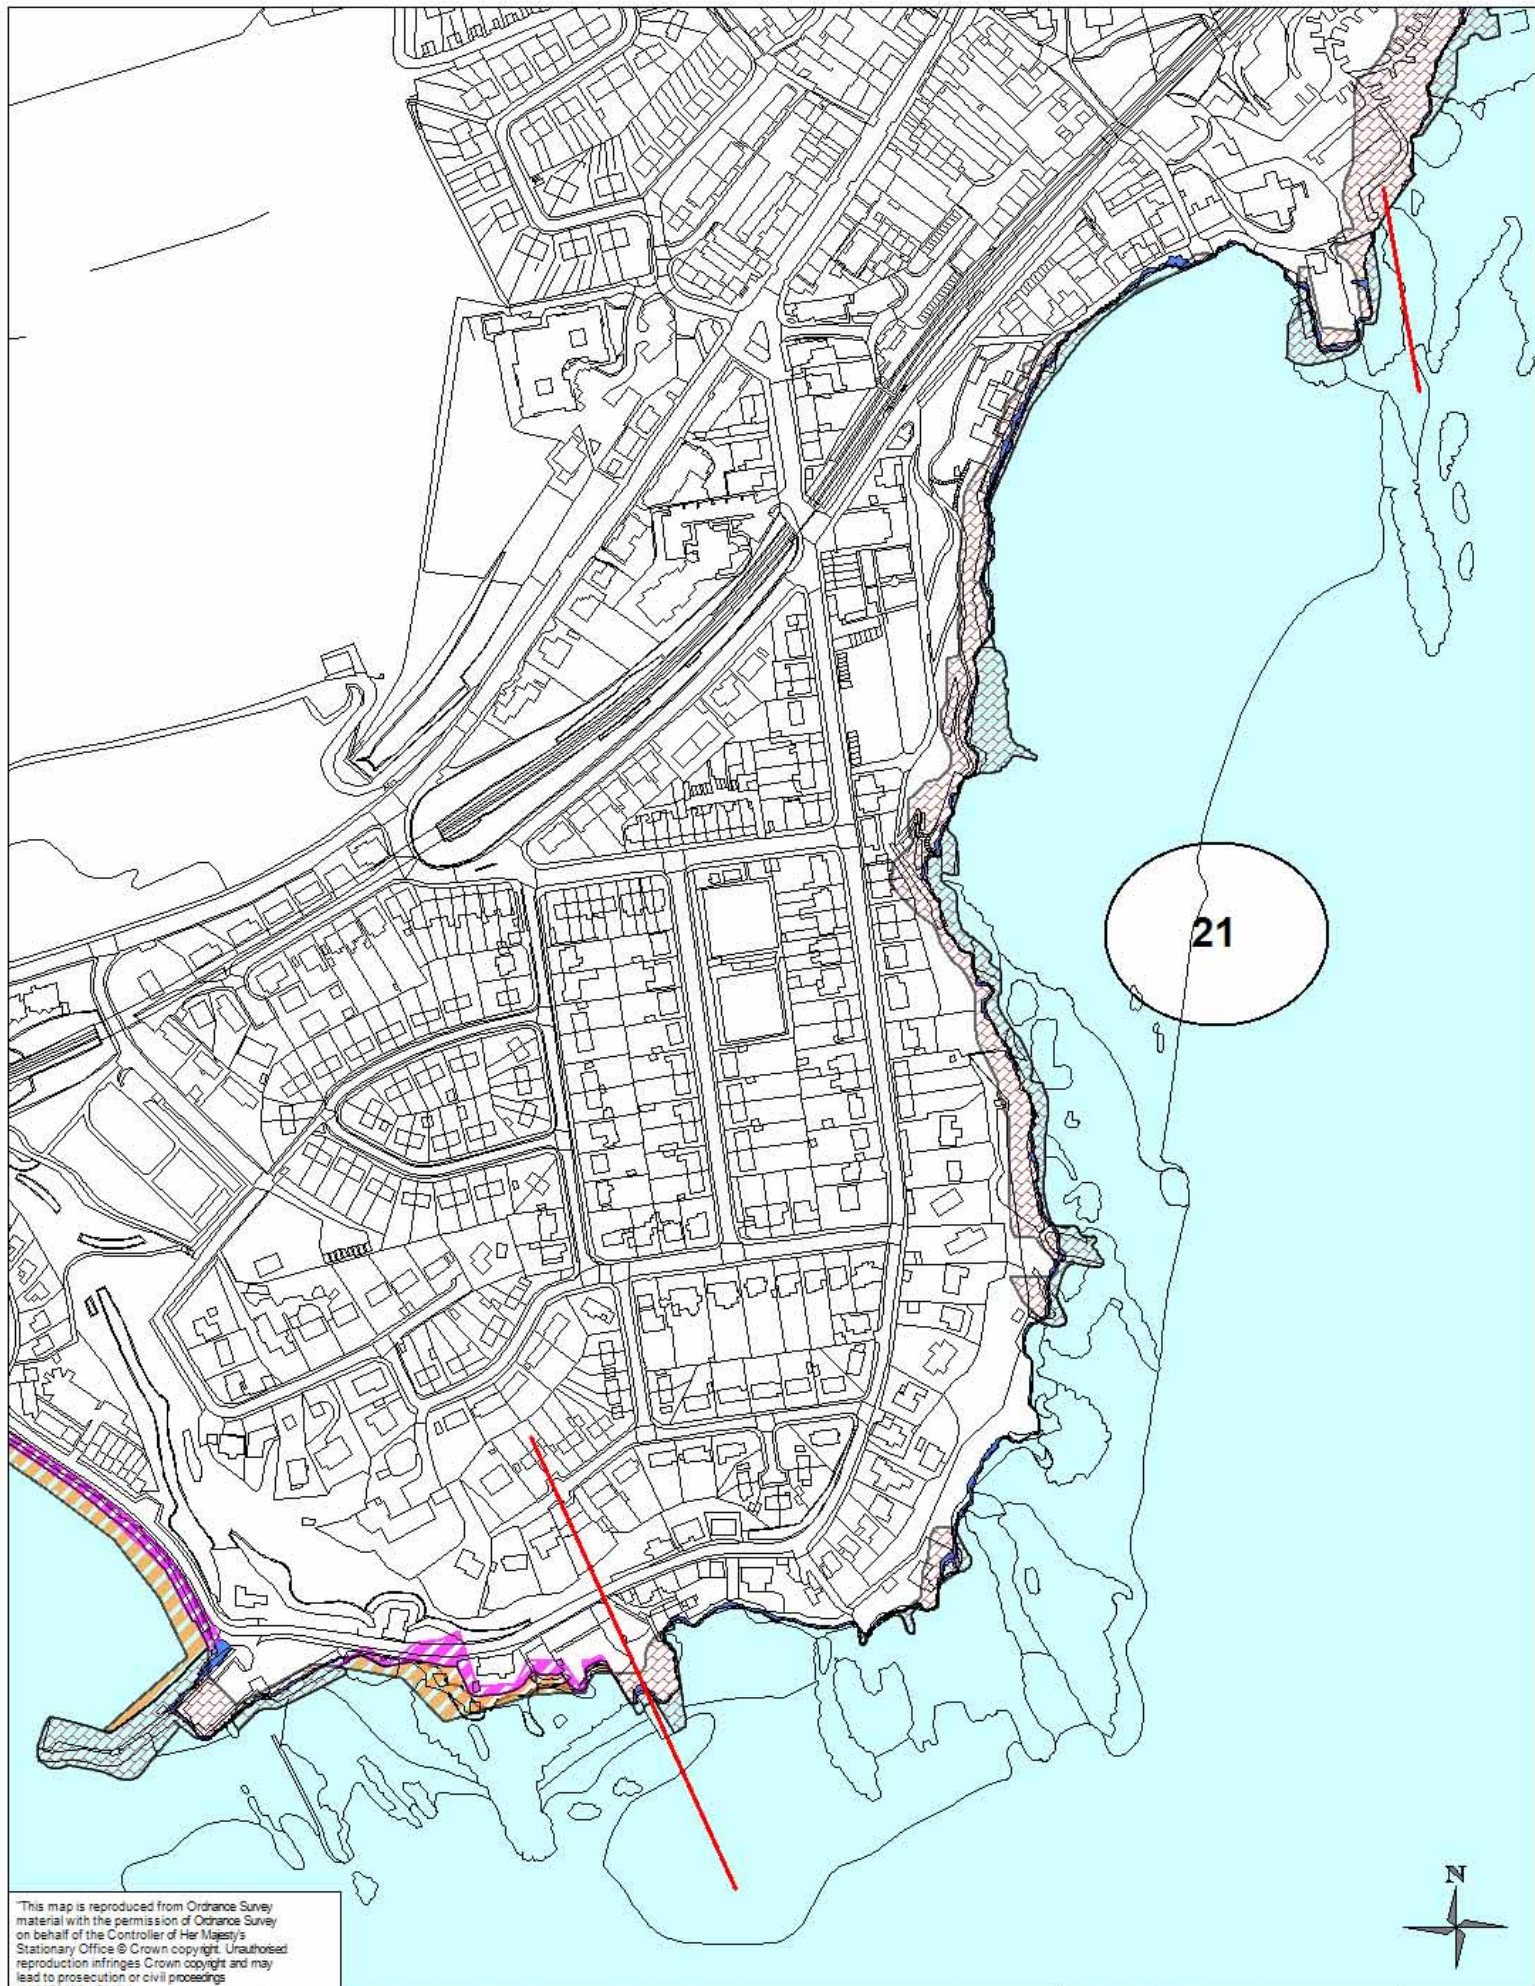 21
N
"This map is reproduced from Ordnance Survey
material with the permission of Ordnance Survey
on behalf of the Controller of Her Majesty's
Stationary Office © Crown copyright. Unauthorised
reproduction infringes Crown copyright and may
lead to prosecution or civil proceedings